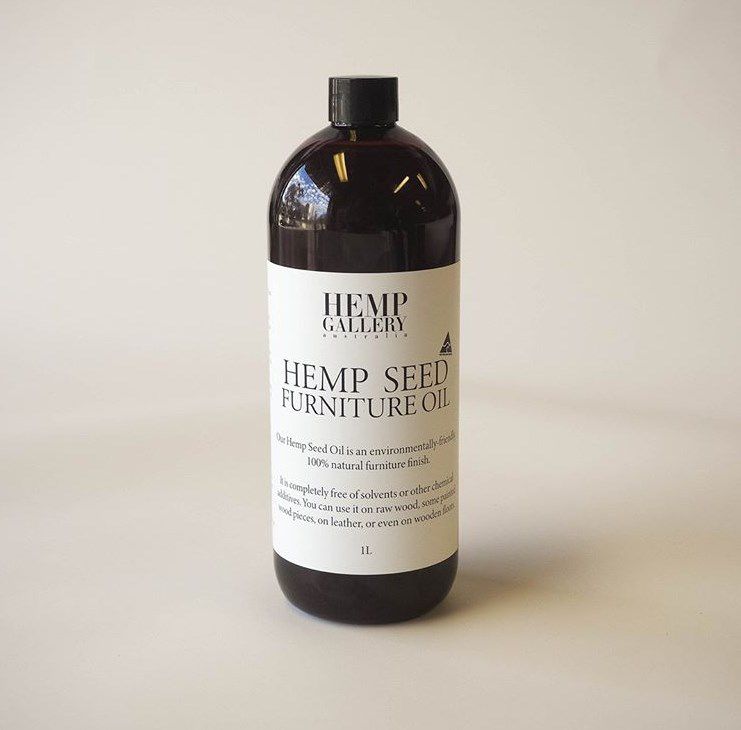 HEMP
GALLERY
australia
HEMP SEED
FURNITURE OIL
Our Hemp Seed Oil is an environmentally-friendly,
100% natural furniture finish.
It is completely free of solvents or other chemical
additives. You can use it on raw wood, some painted
wood pieces, on leather, or even on wooden floors.
1L